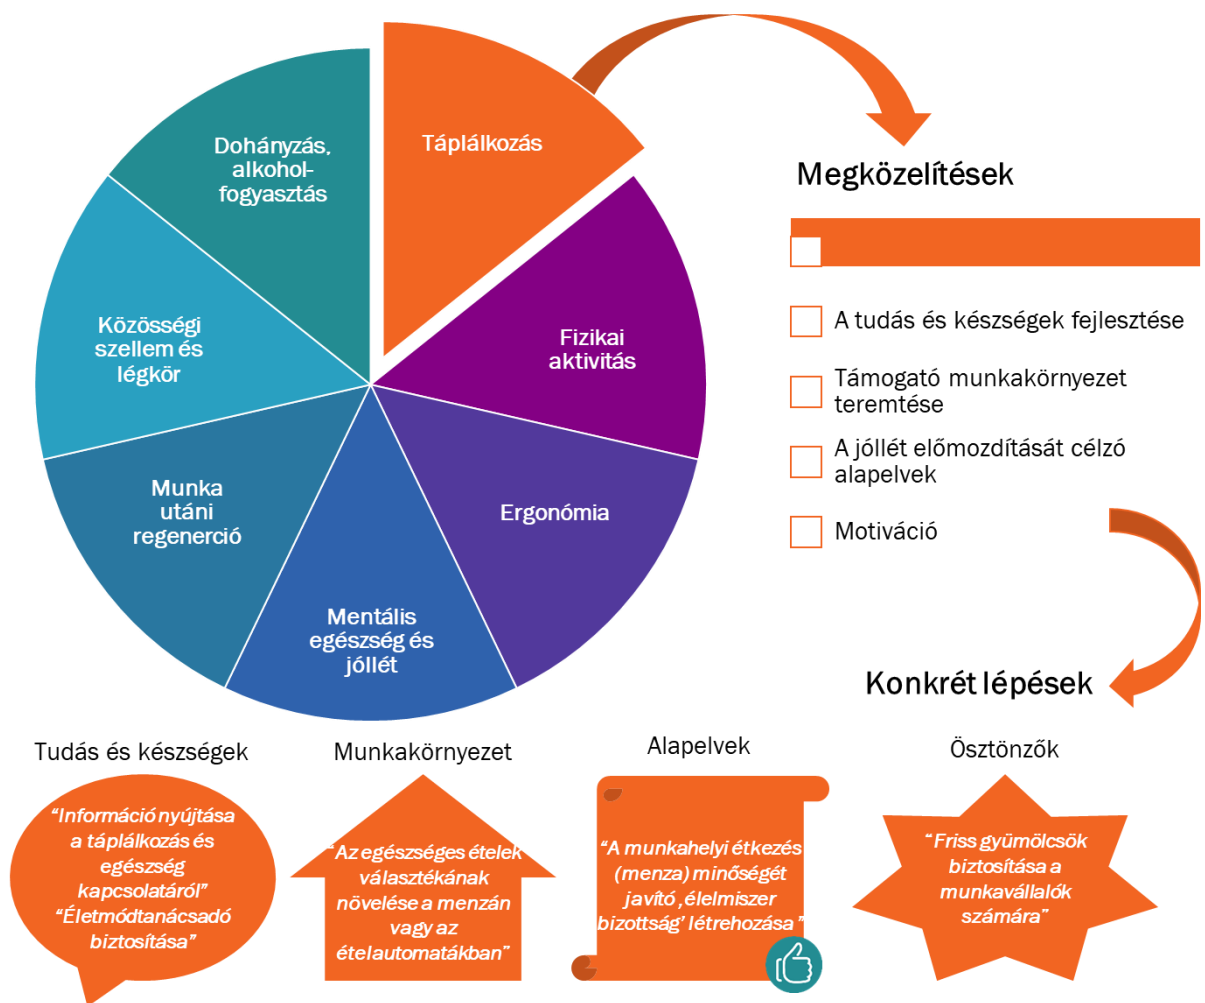 Dohányzás,
alkohol-
fogyasztás
Táplálkozás
Közösségi
szellem és
légkör
Fizikai
aktivitás
Munka
utáni
regenerció
Ergonómia
Mentális
egészség és
jóllét
Megközelítések
A tudás és készségek fejlesztése
Támogató munkakörnyezet
teremtése
A jóllét előmozdítását célzó
alapelvek
Motiváció
Konkrét lépések
Tudás és készségek
“Információ nyújtása
a táplálkozás és
egészség
kapcsolatáról”
“Életmódtanácsadó
biztosítása”
Munkakörnyezet
“Az egészséges ételek
választékának
növelése a menzán
vagy az
ételautomatákban”
Alapelvek
“A munkahelyi étkezés
(menza) minőségét
javító ‚élelmiszer
bizottság’ létrehozása ”
Ösztönzők
“Friss gyümölcsök
biztosítása a
munkavállalók
számára”